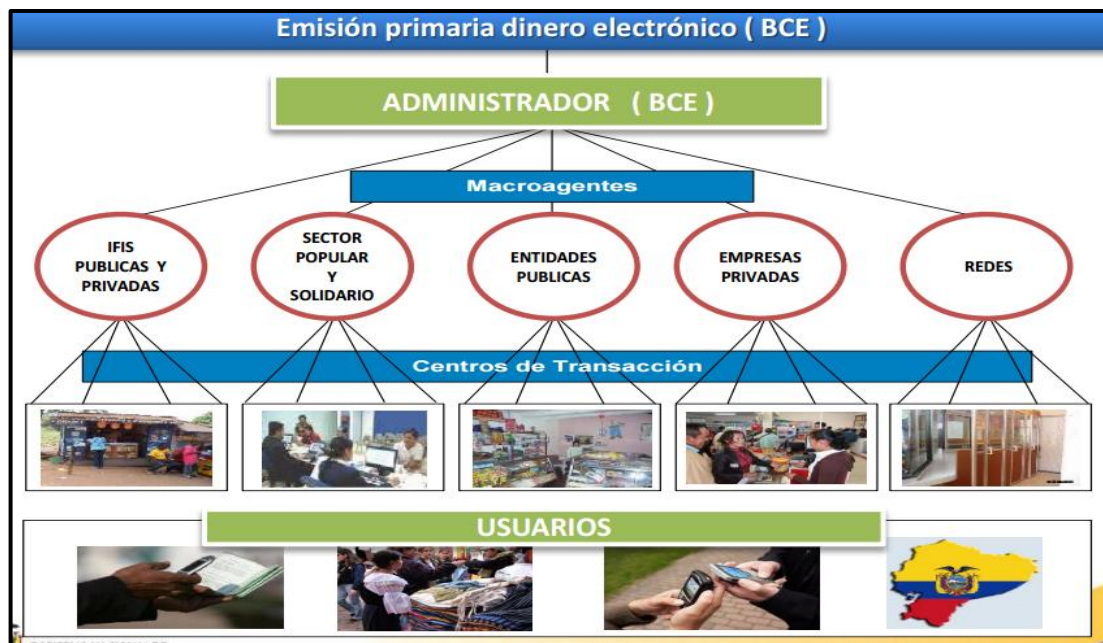 Emisión primaria dinero electrónico ( BCE )
ADMINISTRADOR ( BCE )
Macroagentes
IFIS
PUBLICAS Y
PRIVADAS
SECTOR
POPULAR
Y
SOLIDARIO
ENTIDADES
PUBLICAS
EMPRESAS
PRIVADAS
REDES
Centros de Transacción
USUARIOS